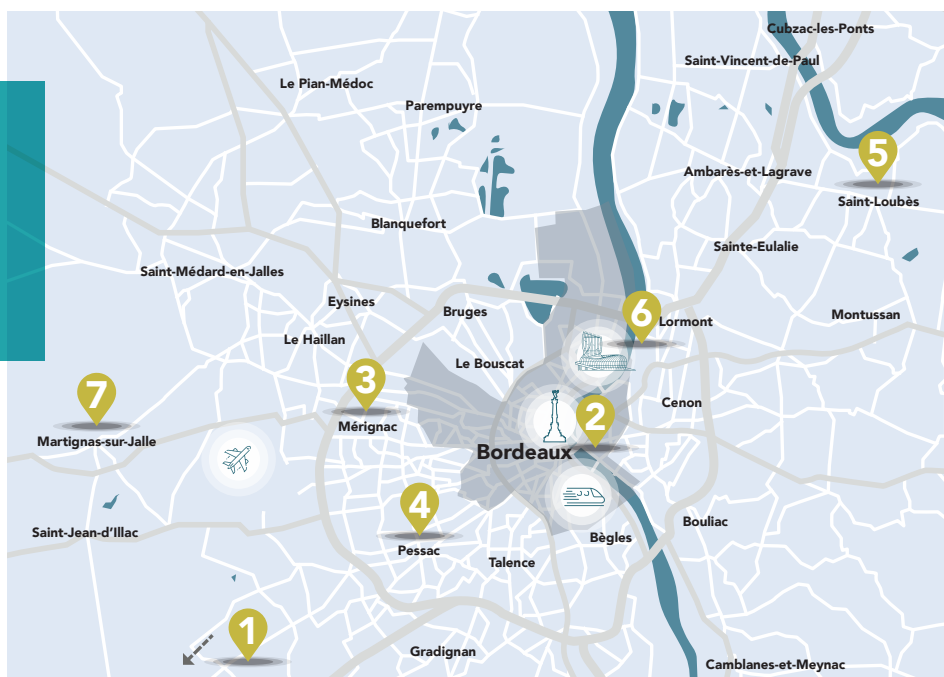 Cubzac-les-Ponts
Saint-Vincent-de-Paul
Le Pian-Médoc
Parempuyre
5
Ambarès-et-Lagrave
Saint-Loubès
Blanquefort
Sainte-Eulalie
Saint-Médard-en-Jalles
Eysines
Bruges
6
Lormont
Montussan
Le Haillan
Le Bouscat
3
7
2
Cenon
Mérignac
Martignas-sur-Jalle
Bordeaux
4
Saint-Jean-d’Illac
Bouliac
Bègles
Pessac
Talence
1
Gradignan
Camblanes-et-Meynac